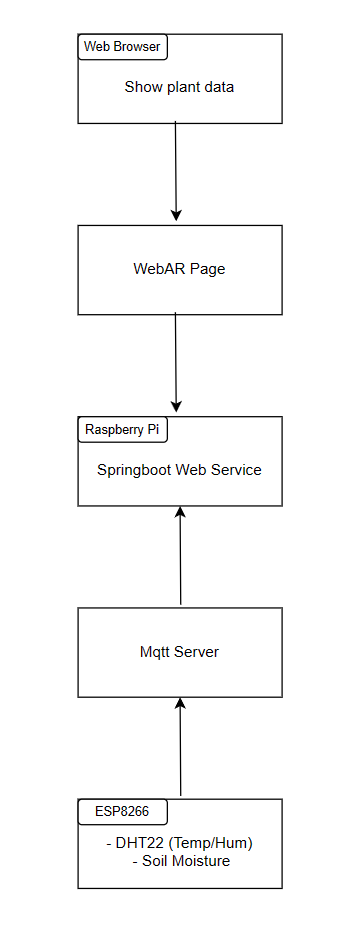 Web Browser
Show plant data
WebAR Page
Raspberry Pi
Springboot Web Service
Mqtt Server
ESP8266
- DHT22 (Temp/Hum)
- Soil Moisture